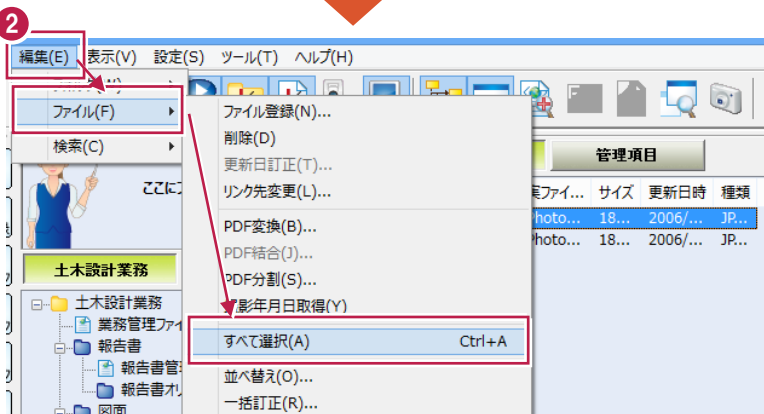 2
編集(E) 表示(V) 設定(S) ツール(T) ヘルプ(H)
ファイル(F)
検索(C)
ファイル登録(N)...
削除(D)
更新日訂正(T)...
リンク先変更(L)...
PDF変換(B)...
PDF結合(J)...
PDF分割(S)...
影年月日取得(Y)
すべて選択(A) Ctrl+A
並べ替え(O)...
一括訂正(R)...
管理項目
実ファイ... サイズ 更新日時 種類
Photo... 18... 2006/... JP...
Photo... 18... 2006/... JP...
ここに
土木設計業務
土木設計業務
業務管理ファイ
報告書
報告書管
報告書オリ
図面